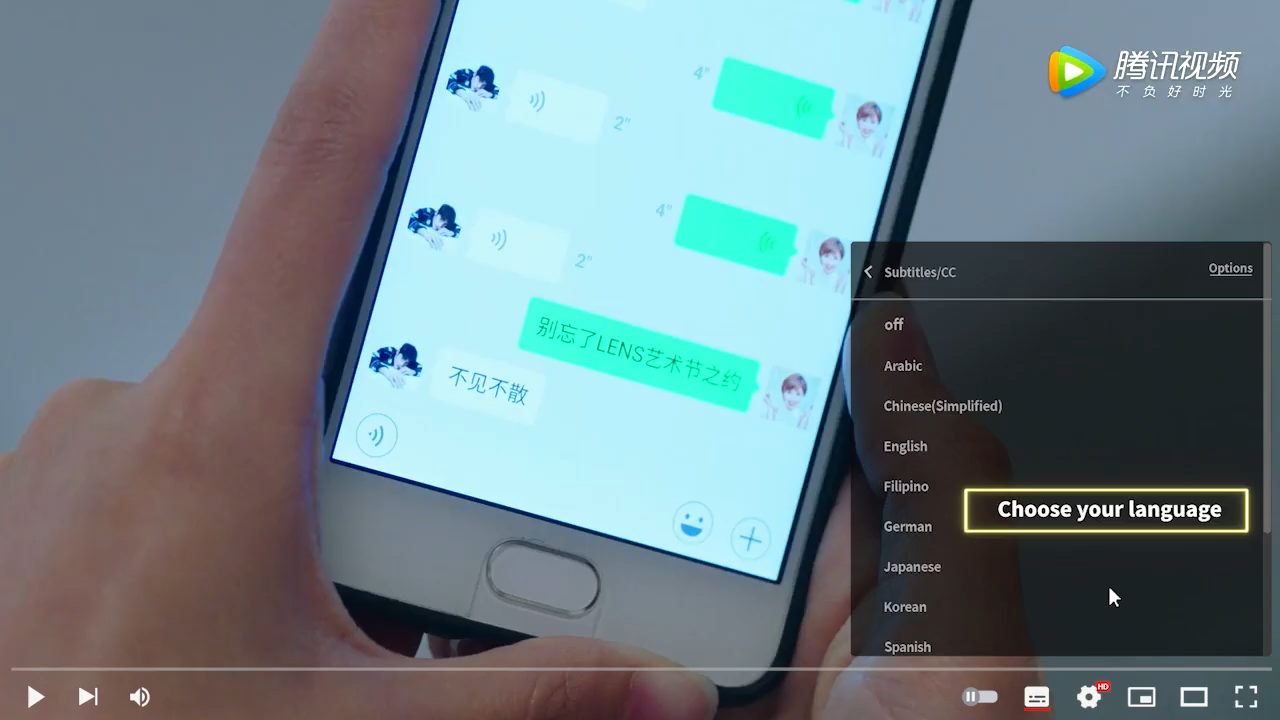 腾讯视频
不负好时光
4"
2"
4"
2"
别忘了LENS艺术节之约
不见不散
Subtitles/CC
Options
off
Arabic
Chinese(Simplified)
English
Filipino
German
Japanese
Korean
Spanish
Choose your language
HD